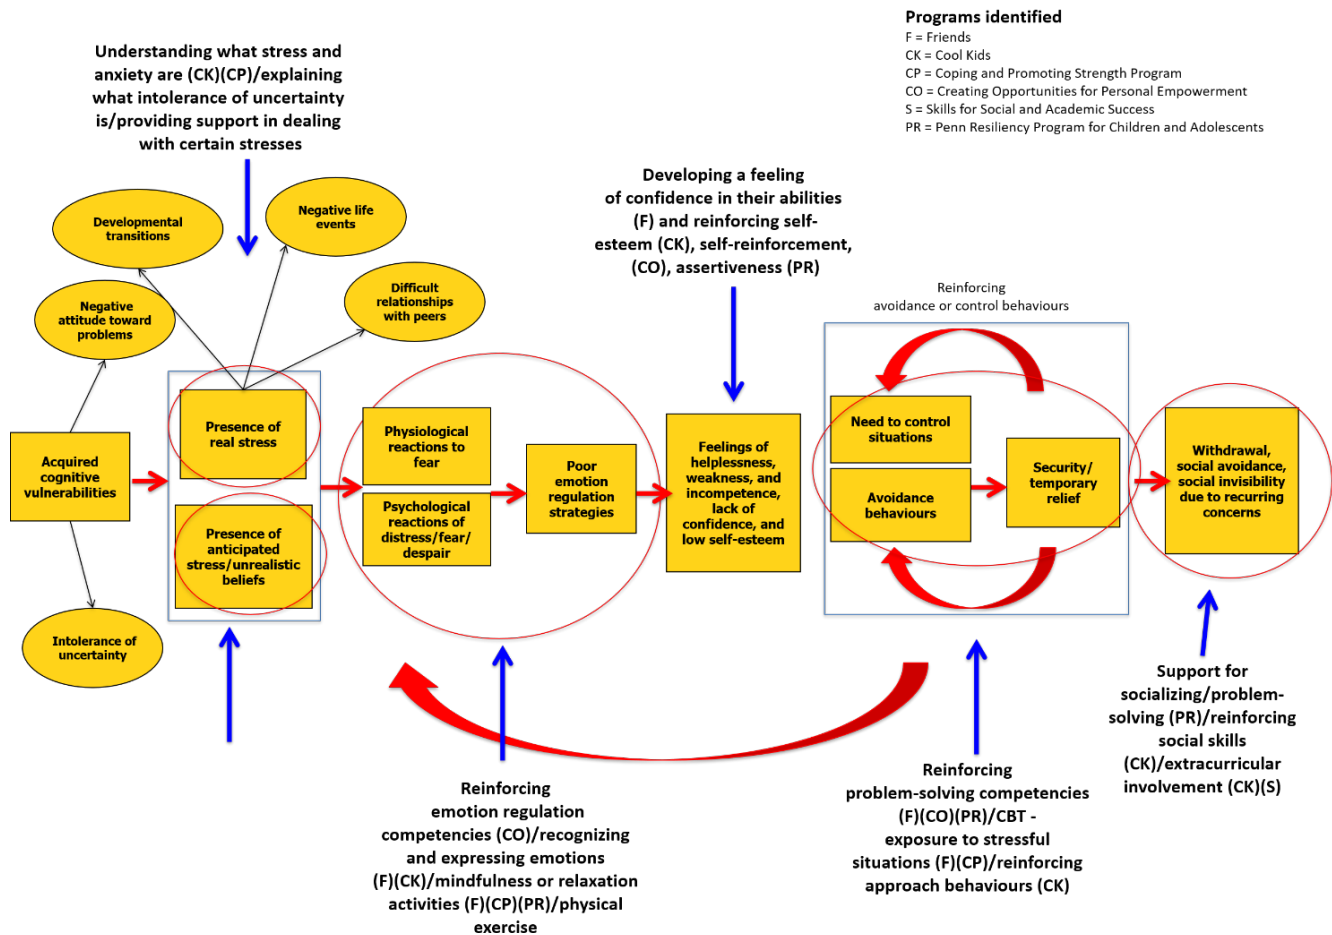 Programs identified
F = Friends
CK = Cool Kids
CP = Coping and Promoting Strength Program
CO = Creating Opportunities for Personal Empowerment
S = Skills for Social and Academic Success
PR = Penn Resiliency Program for Children and Adolescents
Understanding what stress and
anxiety are (CK)(CP)/explaining
what intolerance of uncertainty
is/providing support in dealing
with certain stresses
Developing a feeling
of confidence in their abilities
(F) and reinforcing self-
esteem (CK), self-reinforcement,
(CO), assertiveness (PR)
Developmental
transitions
Negative life
events
Negative
attitude toward
problems
Difficult
relationships
with peers
Reinforcing
avoidance or control behaviours
Acquired
cognitive
vulnerabilities
Presence of
real stress
Presence of
anticipated
stress/unrealistic
beliefs
Physiological
reactions to
fear
Psychological
reactions of
distress/fear/
despair
Poor
emotion
regulation
strategies
Feelings of
helplessness,
weakness, and
incompetence,
lack of
confidence, and
low self-esteem
Need to control
situations
Avoidance
behaviours
Security/
temporary
relief
Withdrawal,
social avoidance,
social invisibility
due to recurring
concerns
Intolerance of
uncertainty
Reinforcing
emotion regulation
competencies (CO)/recognizing
and expressing emotions
(F)(CK)/mindfulness or relaxation
activities (F)(CP)(PR)/physical
exercise
Reinforcing
problem-solving competencies
(F)(CO)(PR)/CBT -
exposure to stressful
situations (F)(CP)/reinforcing
approach behaviours (CK)
Support for
socializing/problem-
solving (PR)/reinforcing
social skills
(CK)/extracurricular
involvement (CK)(S)